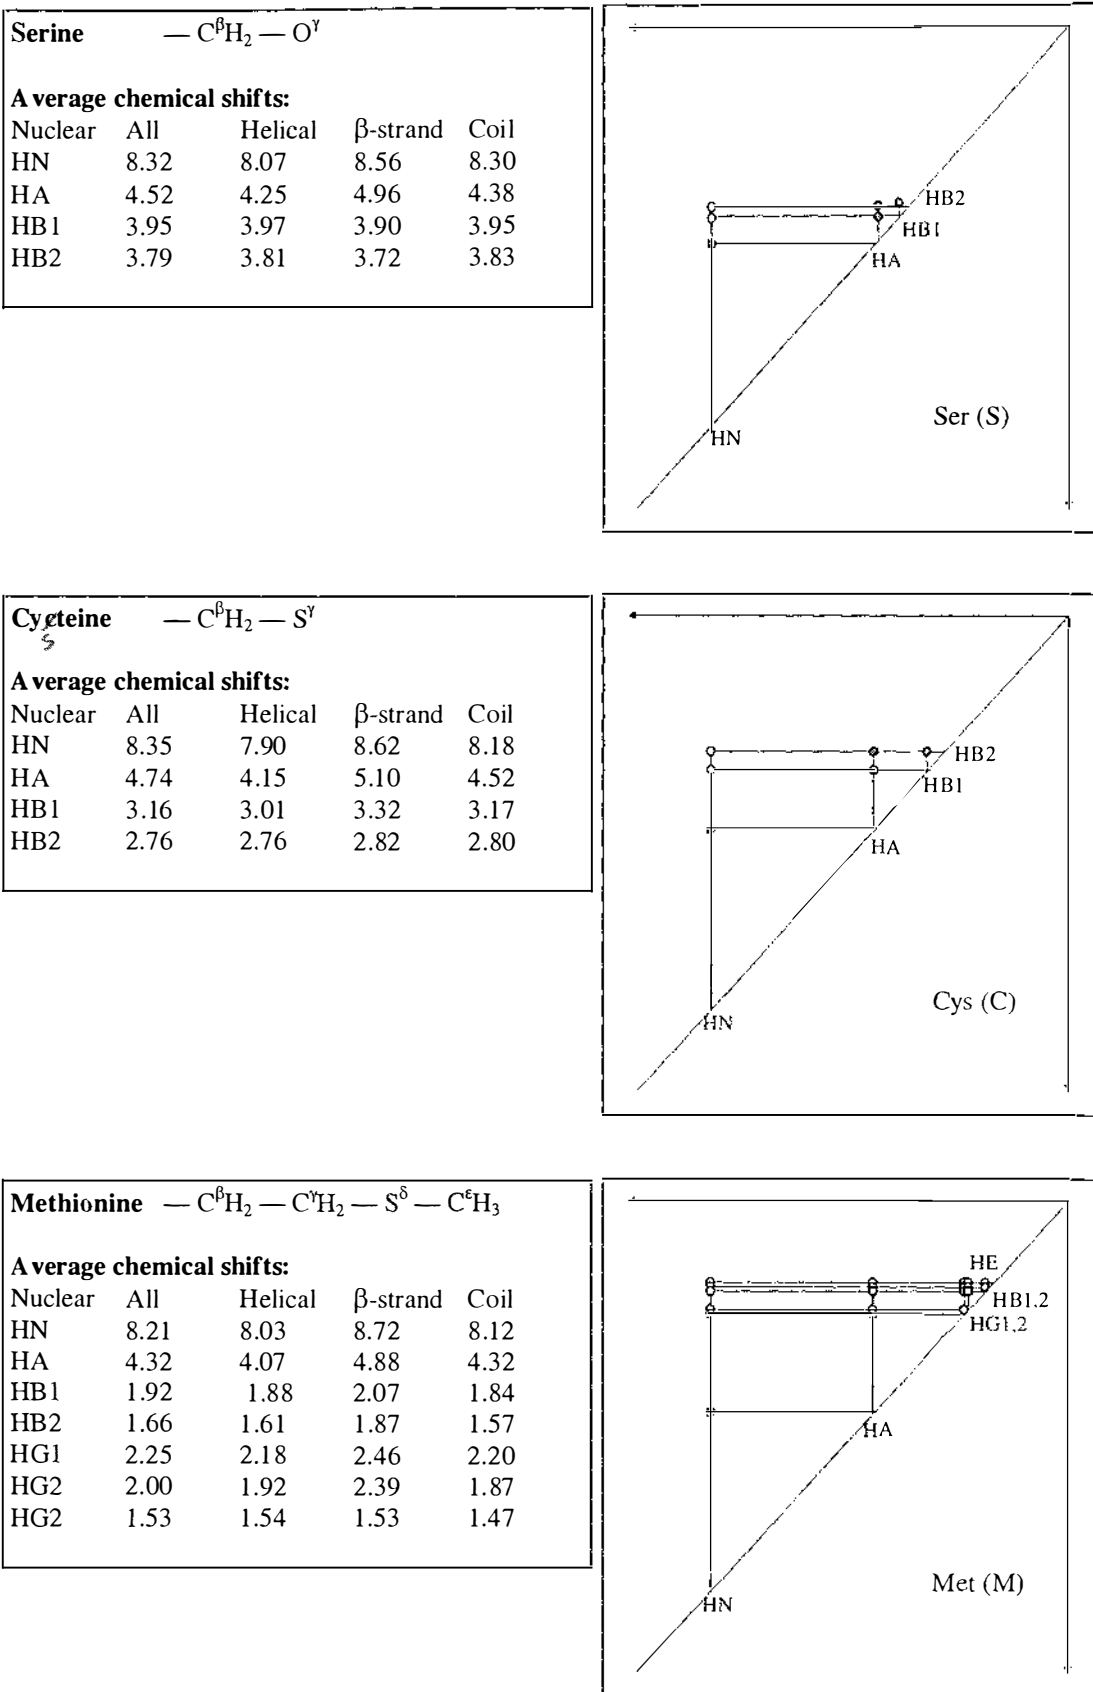 Serine — CᵝH₂ — Oᵞ
Average chemical shifts:
Nuclear All Helical β-strand Coil
HN 8.32 8.07 8.56 8.30
HA 4.52 4.25 4.96 4.38
HB1 3.95 3.97 3.90 3.95
HB2 3.79 3.81 3.72 3.83
HB2
HB1
HA
Ser (S)
HN
Cysteine — CᵝH₂ — Sᵞ
Average chemical shifts:
Nuclear All Helical β-strand Coil
HN 8.35 7.90 8.62 8.18
HA 4.74 4.15 5.10 4.52
HB1 3.16 3.01 3.32 3.17
HB2 2.76 2.76 2.82 2.80
HB2
HB1
HA
Cys (C)
HN
Methionine — CᵝH₂ — CᵞH₂ — Sᵟ — CᵋH₃
Average chemical shifts:
Nuclear All Helical β-strand Coil
HN 8.21 8.03 8.72 8.12
HA 4.32 4.07 4.88 4.32
HB1 1.92 1.88 2.07 1.84
HB2 1.66 1.61 1.87 1.57
HG1 2.25 2.18 2.46 2.20
HG2 2.00 1.92 2.39 1.87
HG2 1.53 1.54 1.53 1.47
HE
HB1,2
HG1,2
HA
Met (M)
HN